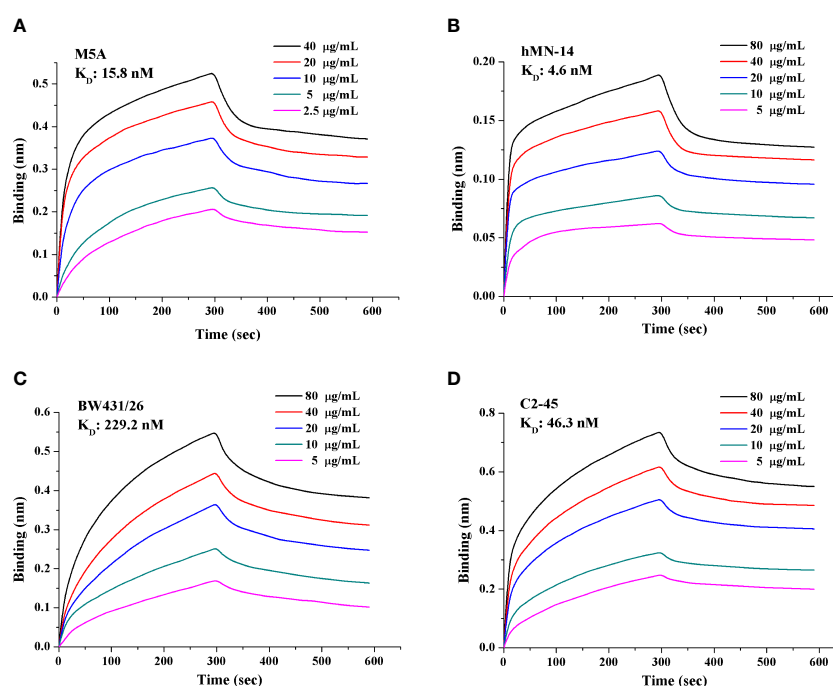 A
M5A
K_D: 15.8 nM
40 μg/mL
20 μg/mL
10 μg/mL
5 μg/mL
2.5 μg/mL
0.5
0.4
0.3
0.2
0.1
0.0
Binding (nm)
0 100 200 300 400 500 600
Time (sec)
B
hMN-14
K_D: 4.6 nM
80 μg/mL
40 μg/mL
20 μg/mL
10 μg/mL
5 μg/mL
0.20
0.15
0.10
0.05
0.00
Binding (nm)
0 100 200 300 400 500 600
Time (sec)
C
BW431/26
K_D: 229.2 nM
80 μg/mL
40 μg/mL
20 μg/mL
10 μg/mL
5 μg/mL
0.6
0.5
0.4
0.3
0.2
0.1
0.0
Binding (nm)
0 100 200 300 400 500 600
Time (sec)
D
C2-45
K_D: 46.3 nM
80 μg/mL
40 μg/mL
20 μg/mL
10 μg/mL
5 μg/mL
0.8
0.6
0.4
0.2
0.0
Binding (nm)
0 100 200 300 400 500 600
Time (sec)